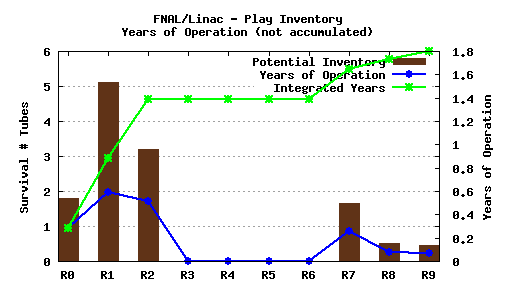 FNAL/Linac - Play Inventory
Years of Operation (not accumulated)
Potential Inventory
Years of Operation
Integrated Years
Survival # Tubes
Years of Operation
6
5
4
3
2
1
0
1.8
1.6
1.4
1.2
1
0.8
0.6
0.4
0.2
0
R0 R1 R2 R3 R4 R5 R6 R7 R8 R9